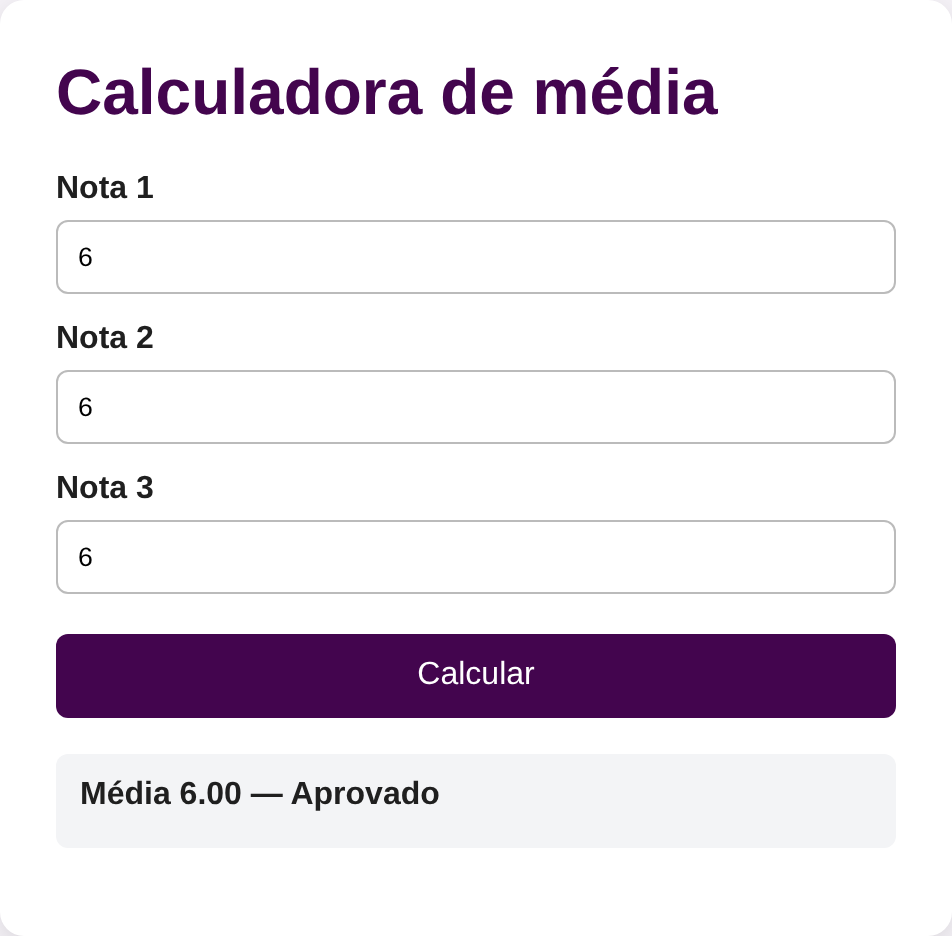 Calculadora de média
Nota 1
6
Nota 2
6
Nota 3
6
Calcular
Média 6.00 — Aprovado